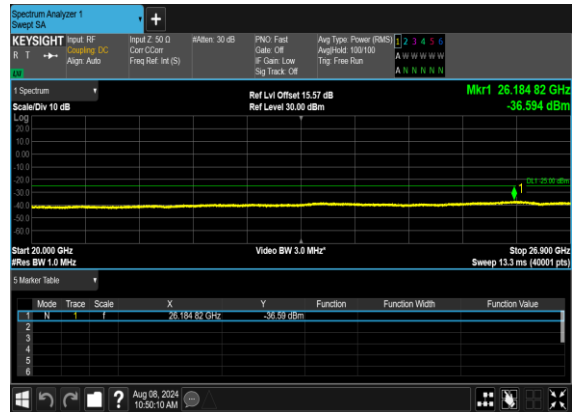 Spectrum Analyzer 1
Swept SA
+
KEYSIGHT Input: RF Input Z: 50 Ω #Atten: 30 dB PNO: Fast Avg Type: Power (RMS) 1 2 3 4 5 6
R T Coupling: DC Corr CCorr Gate: Off Avg|Hold: 100/100 A W W W W W
Align: Auto Freq Ref: Int (S) IF Gain: Low Trig: Free Run
Sig Track: Off A N N N N N
1 Spectrum Ref Lvl Offset 15.57 dB Mkr1 26.184 82 GHz
Scale/Div 10 dB Ref Level 30.00 dBm -36.594 dBm
Log
20.0
10.0
0.00
-10.0
-20.0
DL1 -25.00 dBm
-30.0
1
-40.0
-50.0
-60.0
Start 20.000 GHz Video BW 3.0 MHz* Stop 26.900 GHz
#Res BW 1.0 MHz Sweep 13.3 ms (40001 pts)
5 Marker Table
Mode Trace Scale X Y Function Function Width Function Value
1 N 1 f 26.184 82 GHz -36.59 dBm
2
3
4
5
6
? Aug 08, 2024
10:50:10 AM